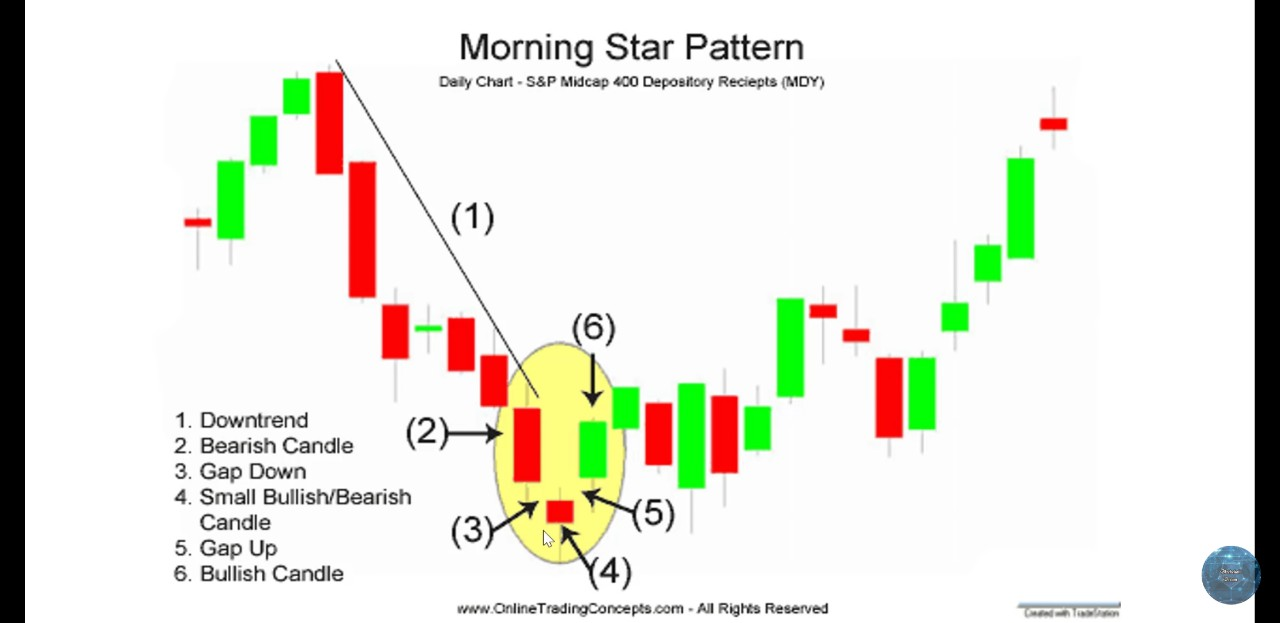 Morning Star Pattern
Daily Chart - S&P Midcap 400 Depository Reciepts (MDY)
(1)
(6)
(2)
(3)
(5)
(4)
1. Downtrend
2. Bearish Candle
3. Gap Down
4. Small Bullish/Bearish
Candle
5. Gap Up
6. Bullish Candle
www.OnlineTradingConcepts.com - All Rights Reserved
Created with TradeStation